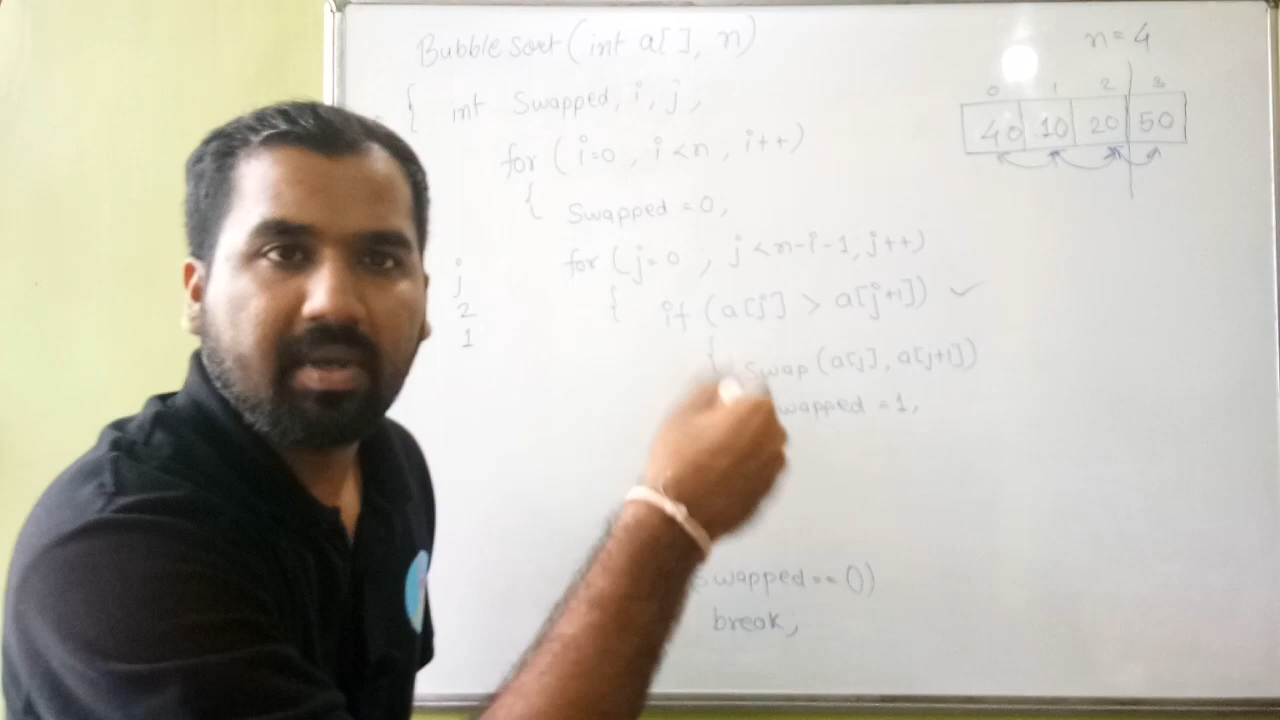 Bubble sort (int a[ ], n)
n=4
{ int Swapped, i, j,
0 1 2 3
40 10 20 50
for ( i=0 , i<n , i++)
{ Swapped = 0,
for ( j=0 , j<n-i-1, j++)
{ if (a[j] > a[j+1]) ✓
{ Swap (a[j], a[j+1])
wapped =1,
j
2
1
Swapped == 0)
break,